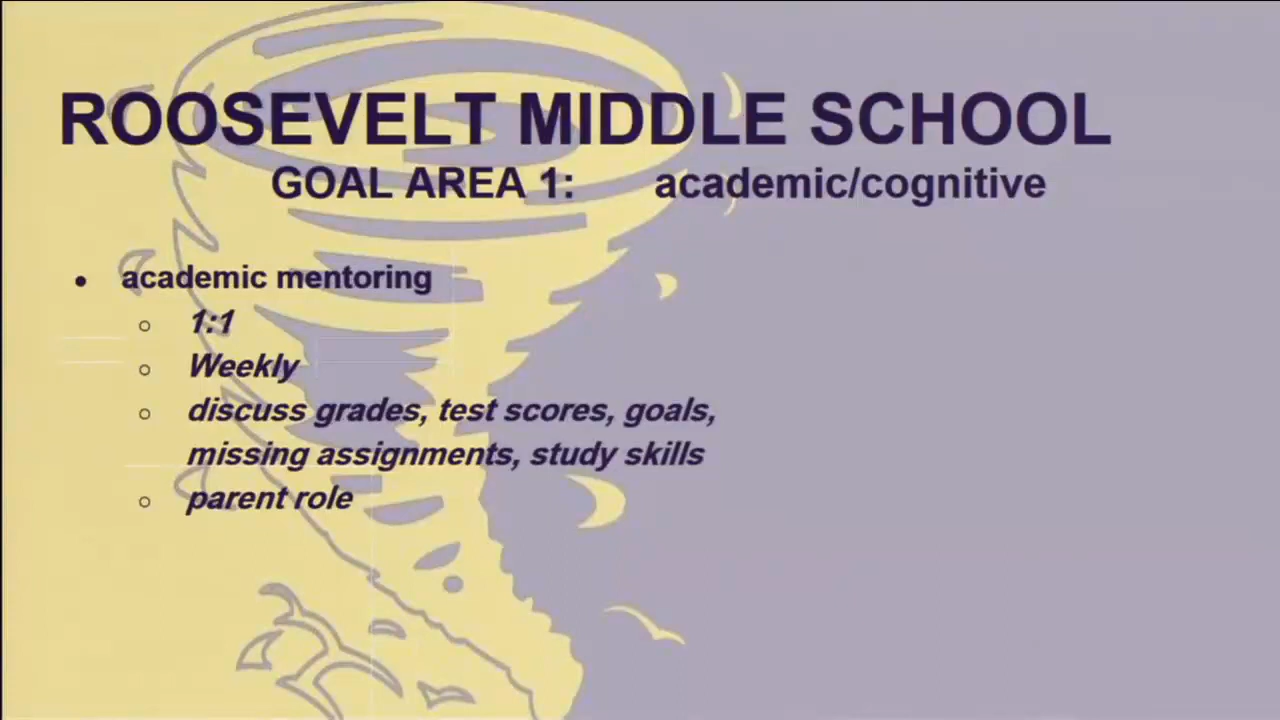 ROOSEVELT MIDDLE SCHOOL
GOAL AREA 1: academic/cognitive
• academic mentoring
○ 1:1
○ Weekly
○ discuss grades, test scores, goals,
missing assignments, study skills
○ parent role